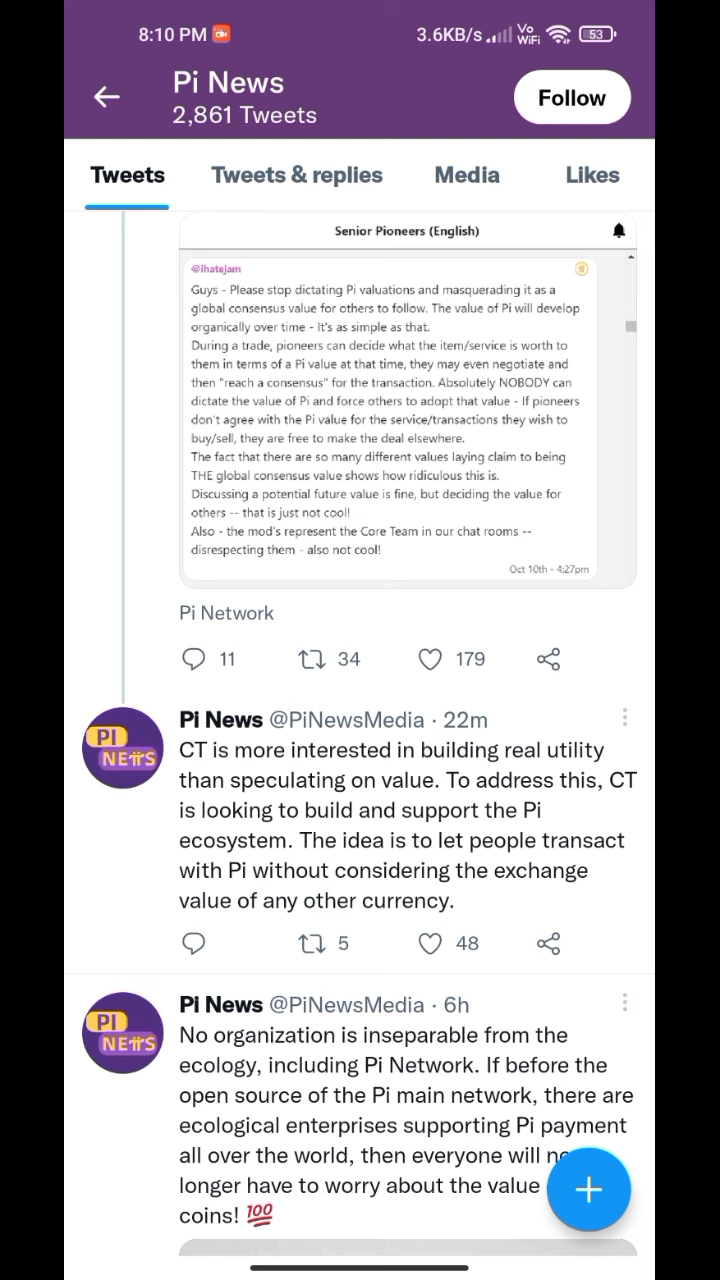 8:10 PM
3.6KB/s
Vo WiFi
53
Pi News
2,861 Tweets
Follow
Tweets
Tweets & replies
Media
Likes
Senior Pioneers (English)
@ihatejam
Guys - Please stop dictating Pi valuations and masquerading it as a
global consensus value for others to follow. The value of Pi will develop
organically over time - It's as simple as that.
During a trade, pioneers can decide what the item/service is worth to
them in terms of a Pi value at that time, they may even negotiate and
then "reach a consensus" for the transaction. Absolutely NOBODY can
dictate the value of Pi and force others to adopt that value - If pioneers
don't agree with the Pi value for the service/transactions they wish to
buy/sell, they are free to make the deal elsewhere.
The fact that there are so many different values laying claim to being
THE global consensus value shows how ridiculous this is.
Discussing a potential future value is fine, but deciding the value for
others -- that is just not cool!
Also - the mod's represent the Core Team in our chat rooms --
disrespecting them - also not cool!
Oct 10th - 4:27pm
Pi Network
11
34
179
PI
NEWS
Pi News @PiNewsMedia · 22m
CT is more interested in building real utility
than speculating on value. To address this, CT
is looking to build and support the Pi
ecosystem. The idea is to let people transact
with Pi without considering the exchange
value of any other currency.
5
48
PI
NEWS
Pi News @PiNewsMedia · 6h
No organization is inseparable from the
ecology, including Pi Network. If before the
open source of the Pi main network, there are
ecological enterprises supporting Pi payment
all over the world, then everyone will
longer have to worry about the value
coins! 💯